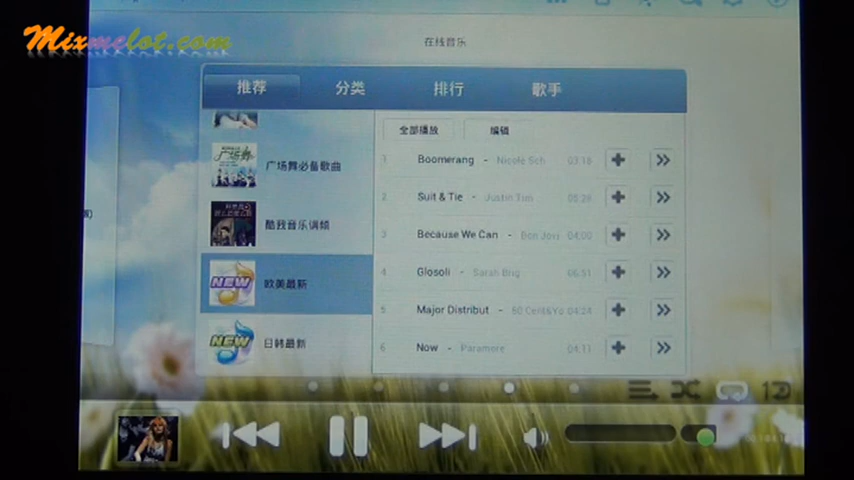 Mixmelot.com
在线音乐
推荐 分类 排行 歌手
全部播放 编辑
广场舞必备歌曲
酷我音乐调频
欧美最新
日韩最新
1 Boomerang - Nicole Sch 03:18
2 Suit & Tie - Justin Tim 05:26
3 Because We Can - Bon Jovi 04:00
4 Glosoli - Sarah Brig 06:51
5 Major Distribut - 50 Cent&Yo 04:24
6 Now - Paramore 04:11